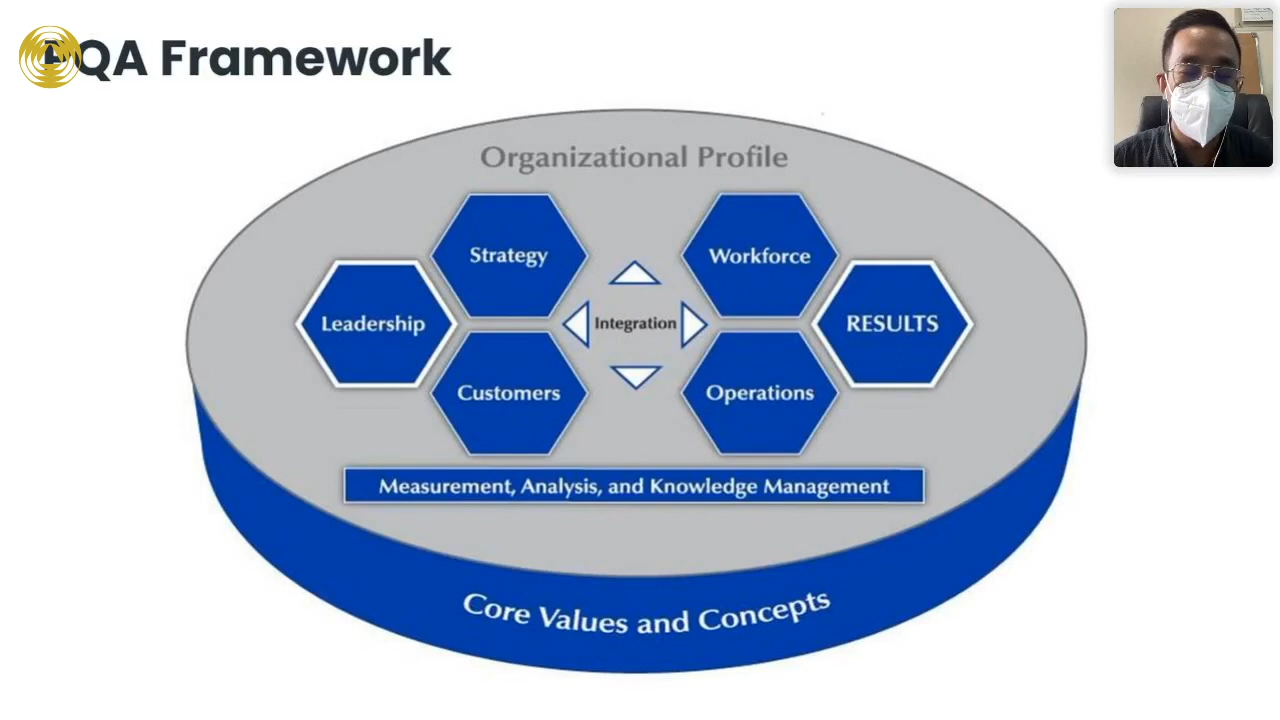 Framework
Organizational Profile
Strategy
Workforce
Leadership
Integration
RESULTS
Customers
Operations
Measurement, Analysis, and Knowledge Management
Core Values and Concepts